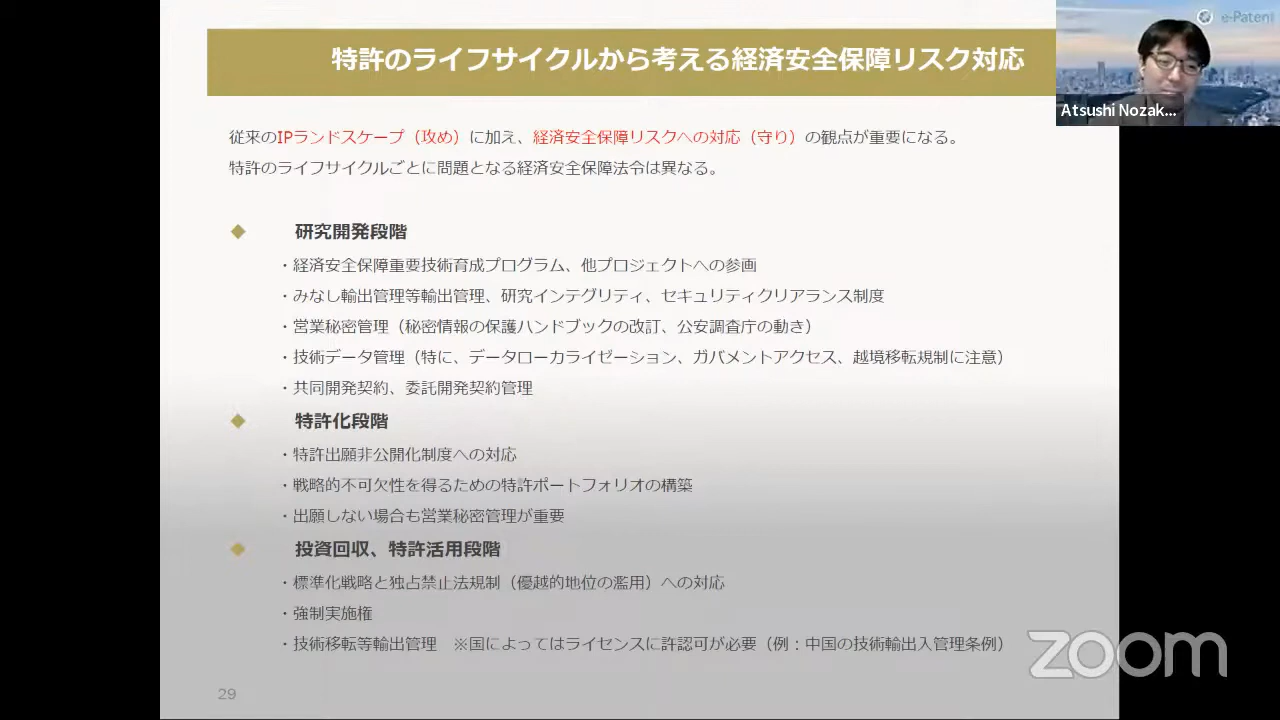 特許のライフサイクルから考える経済安全保障リスク対応
e-Patent
Atsushi Nozak...
従来のIPランドスケープ（攻め）に加え、経済安全保障リスクへの対応（守り）の観点が重要になる。
特許のライフサイクルごとに問題となる経済安全保障法令は異なる。
◆ 研究開発段階
・経済安全保障重要技術育成プログラム、他プロジェクトへの参画
・みなし輸出管理等輸出管理、研究インテグリティ、セキュリティクリアランス制度
・営業秘密管理（秘密情報の保護ハンドブックの改訂、公安調査庁の動き）
・技術データ管理（特に、データローカライゼーション、ガバメントアクセス、越境移転規制に注意）
・共同開発契約、委託開発契約管理
◆ 特許化段階
・特許出願非公開化制度への対応
・戦略的不可欠性を得るための特許ポートフォリオの構築
・出願しない場合も営業秘密管理が重要
◆ 投資回収、特許活用段階
・標準化戦略と独占禁止法規制（優越的地位の濫用）への対応
・強制実施権
・技術移転等輸出管理　※国によってはライセンスに許認可が必要（例：中国の技術輸出入管理条例）
zoom
29